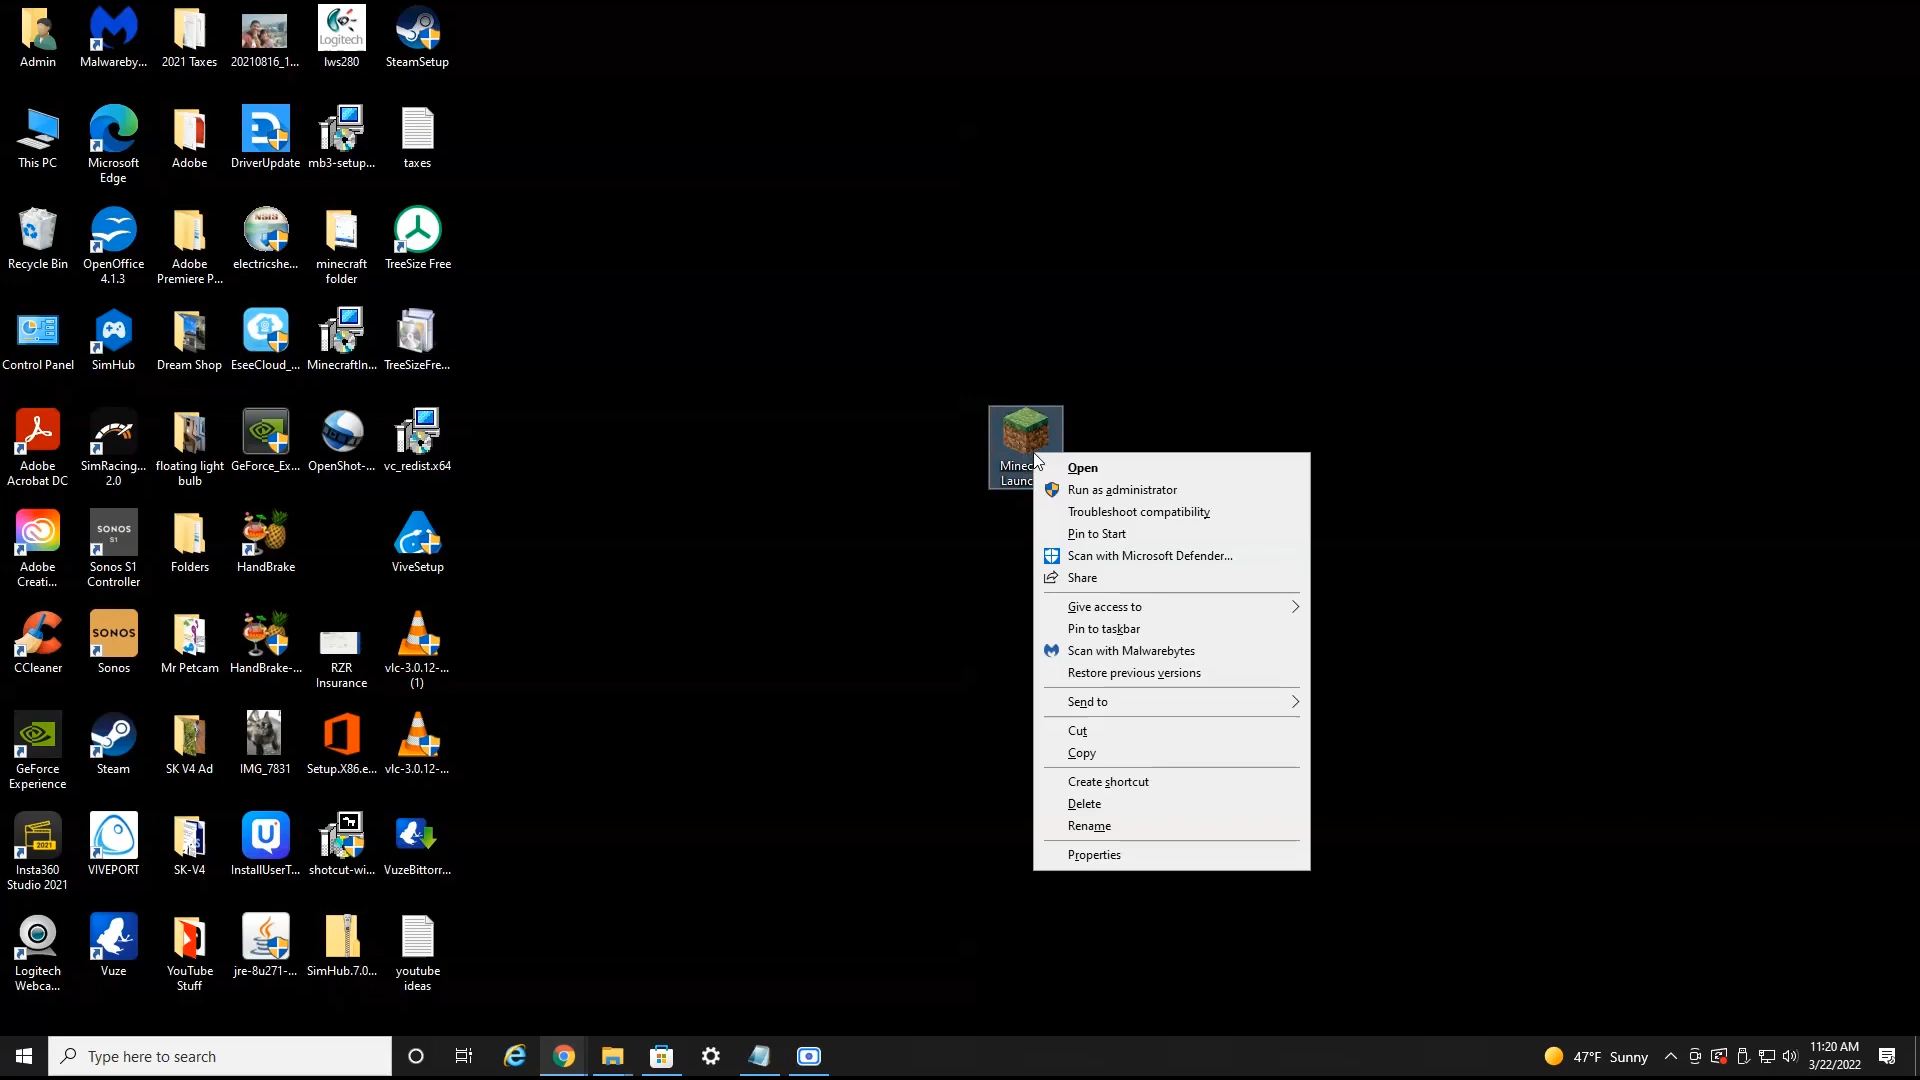 Admin
Malwareby...
2021 Taxes
20210816_1...
Logitech
lws280
SteamSetup
This PC
Microsoft
Edge
Adobe
DriverUpdate
mb3-setup...
taxes
Recycle Bin
OpenOffice
4.1.3
Adobe
Premiere P...
electricshe...
minecraft
folder
TreeSize Free
Control Panel
SimHub
Dream Shop
EseeCloud_...
MinecraftIn...
TreeSizeFre...
Adobe
Acrobat DC
SimRacing...
2.0
floating light
bulb
GeForce_Ex...
OpenShot-...
vc_redist.x64
Adobe
Creati...
SONOS
S1
Sonos S1
Controller
Folders
HandBrake
ViveSetup
CCleaner
SONOS
Sonos
Mr Petcam
HandBrake-...
RZR
Insurance
vlc-3.0.12-...
(1)
GeForce
Experience
Steam
SK V4 Ad
IMG_7831
Setup.X86.e...
vlc-3.0.12-...
2021
Insta360
Studio 2021
VIVEPORT
SK-V4
InstallUserT...
shotcut-wi...
VuzeBittorr...
Logitech
Webca...
Vuze
YouTube
Stuff
jre-8u271-...
SimHub.7.0...
youtube
ideas
Minec
Launc
Open
Run as administrator
Troubleshoot compatibility
Pin to Start
Scan with Microsoft Defender...
Share
Give access to
Pin to taskbar
Scan with Malwarebytes
Restore previous versions
Send to
Cut
Copy
Create shortcut
Delete
Rename
Properties
Type here to search
47°F Sunny
11:20 AM
3/22/2022